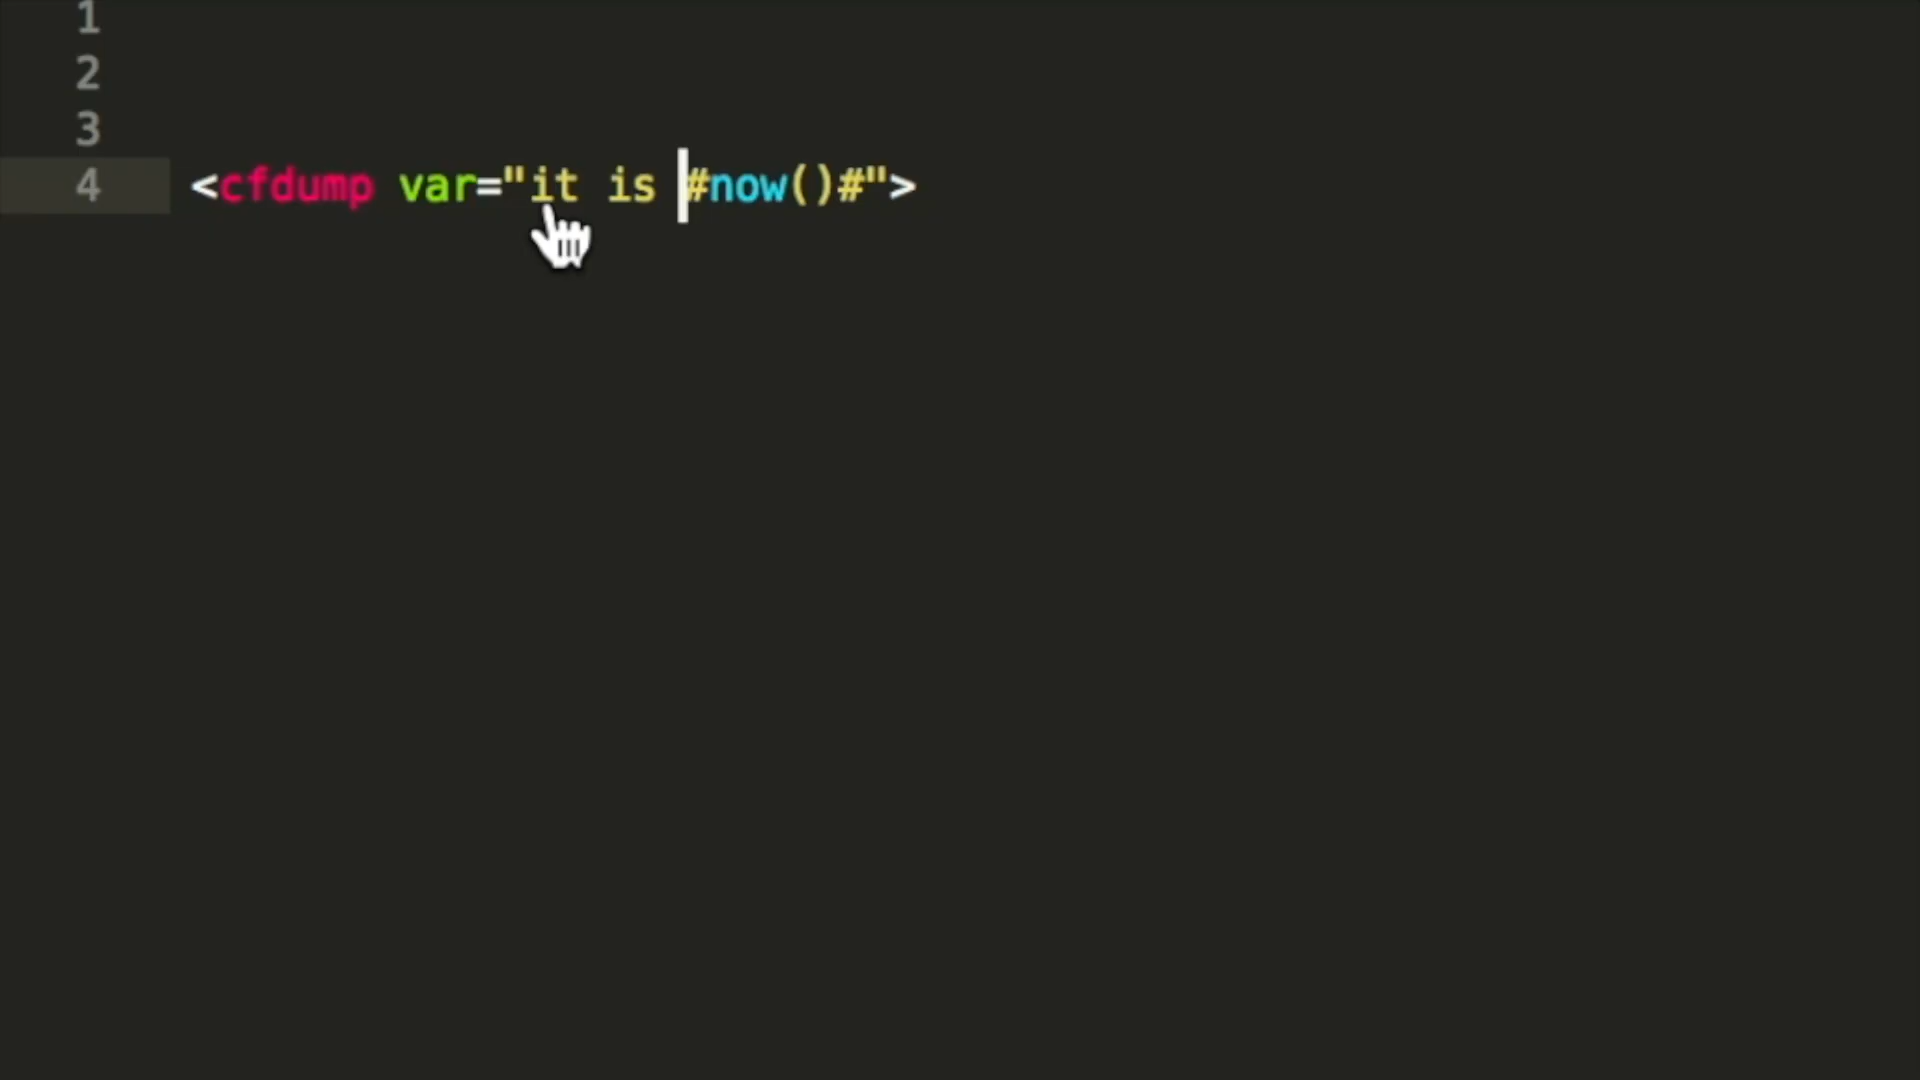 1
2
3
4 <cfdump var="it is #now()#">